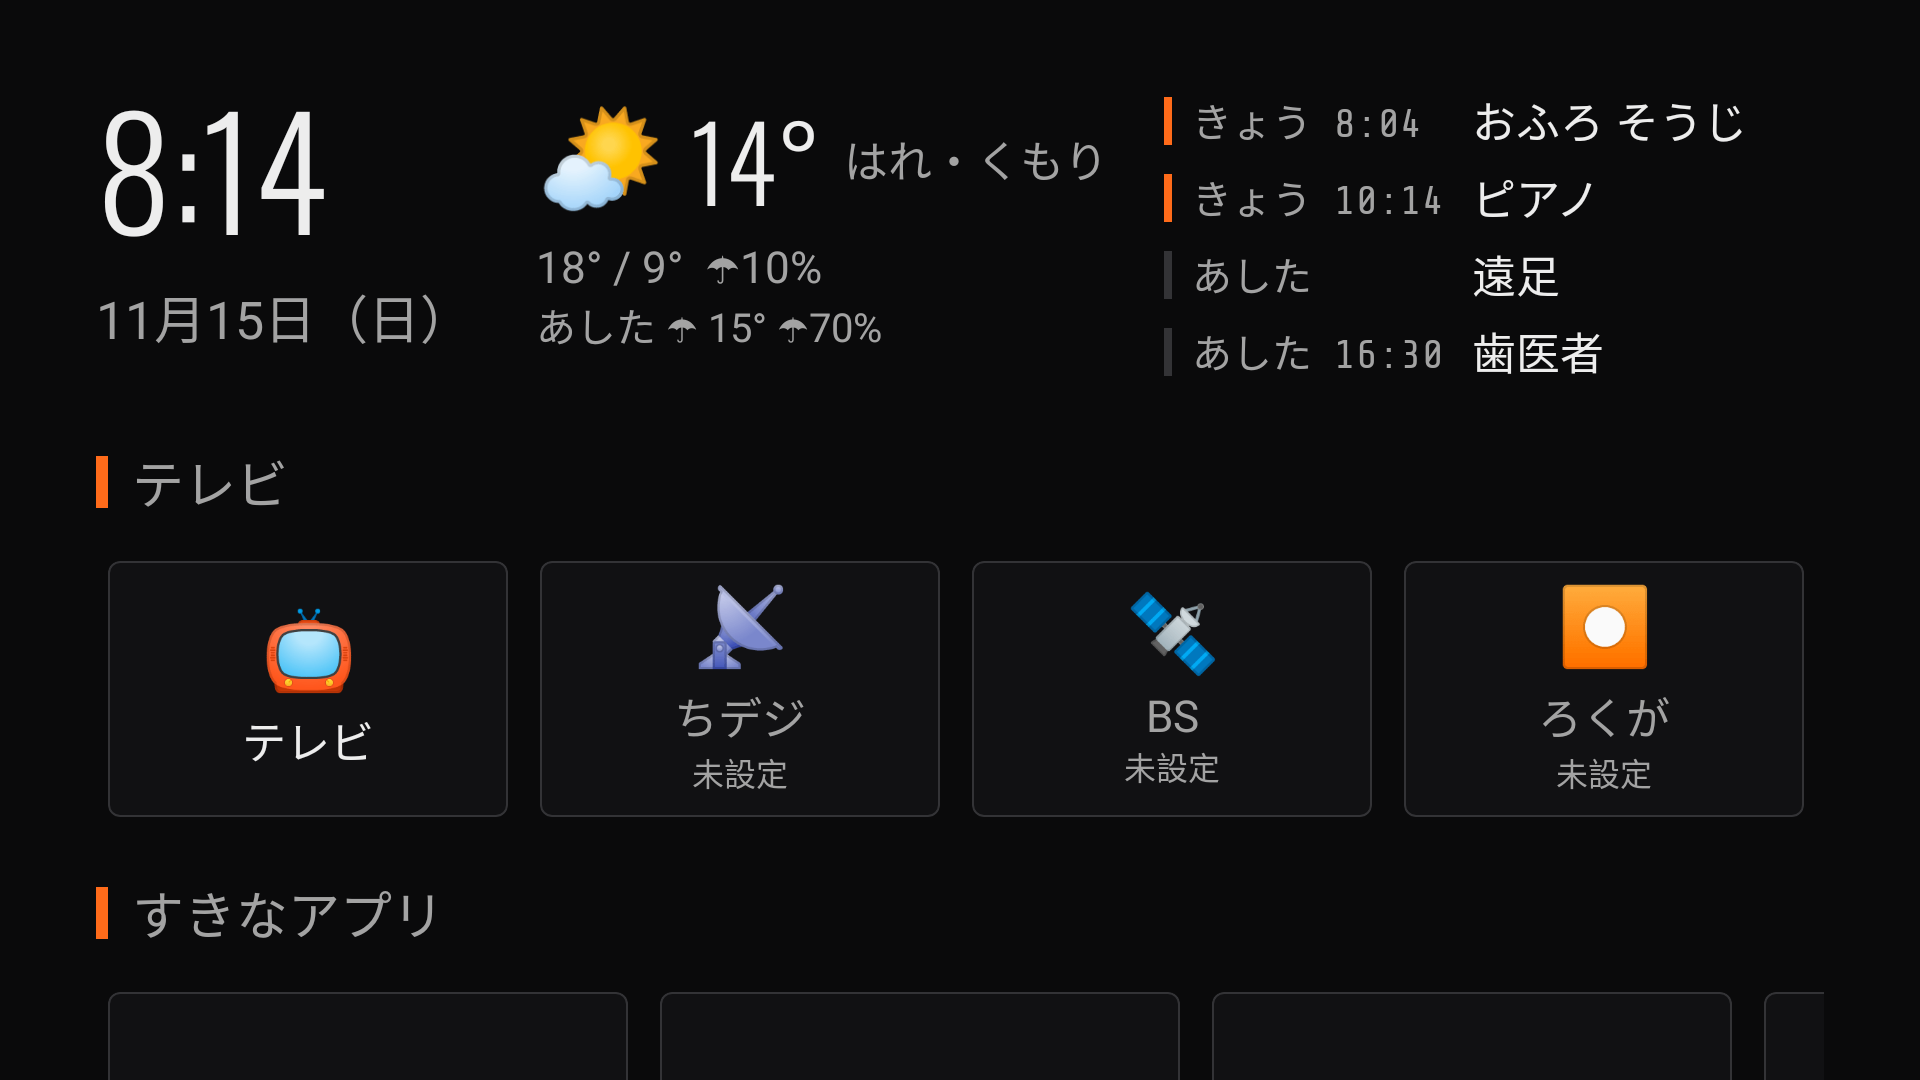 8:14
11月15日（日）
14° はれ・くもり
18° / 9° ☂10%
あした ☂ 15° ☂70%
きょう 8:04 おふろ そうじ
きょう 10:14 ピアノ
あした 遠足
あした 16:30 歯医者
テレビ
テレビ
ちデジ
未設定
BS
未設定
ろくが
未設定
すきなアプリ